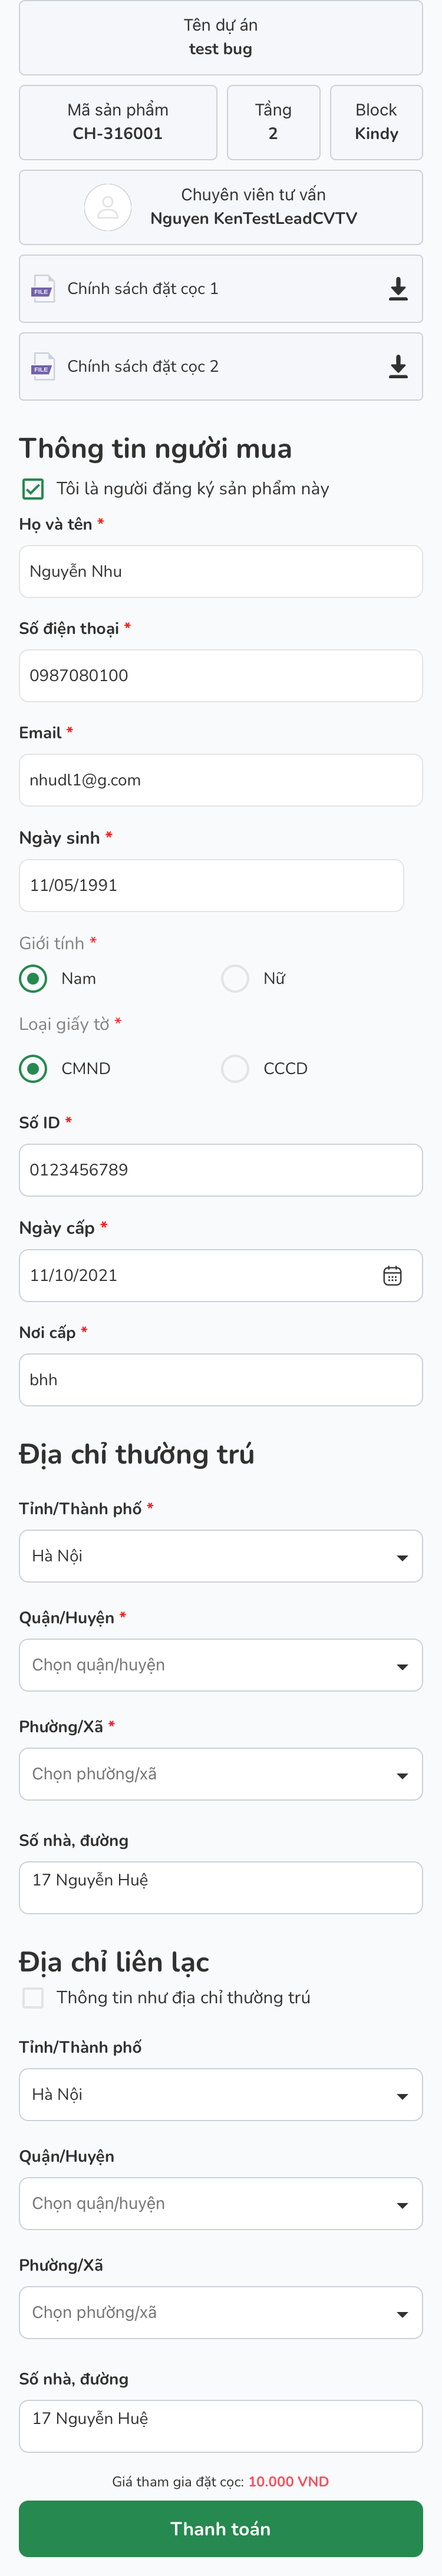 Tên dự án
test bug
Mã sản phẩm
CH-316001
Tầng
2
Block
Kindy
Chuyên viên tư vấn
Nguyen KenTestLeadCVTV
FILE
Chính sách đặt cọc 1
FILE
Chính sách đặt cọc 2
Thông tin người mua
Tôi là người đăng ký sản phẩm này
Họ và tên *
Nguyễn Nhu
Số điện thoại *
0987080100
Email *
nhudl1@g.com
Ngày sinh *
11/05/1991
Giới tính *
Nam
Nữ
Loại giấy tờ *
CMND
CCCD
Số ID *
0123456789
Ngày cấp *
11/10/2021
Nơi cấp *
bhh
Địa chỉ thường trú
Tỉnh/Thành phố *
Hà Nội
Quận/Huyện *
Chọn quận/huyện
Phường/Xã *
Chọn phường/xã
Số nhà, đường
17 Nguyễn Huệ
Địa chỉ liên lạc
Thông tin như địa chỉ thường trú
Tỉnh/Thành phố
Hà Nội
Quận/Huyện
Chọn quận/huyện
Phường/Xã
Chọn phường/xã
Số nhà, đường
17 Nguyễn Huệ
Giá tham gia đặt cọc: 10.000 VND
Thanh toán